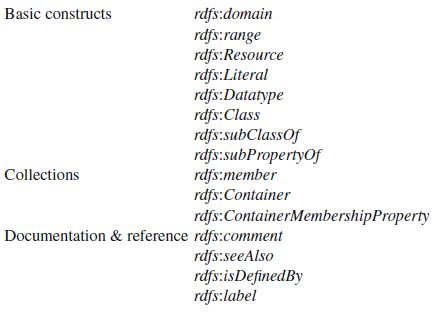 Basic constructs rdfs:domain
rdfs:range
rdfs:Resource
rdfs:Literal
rdfs:Datatype
rdfs:Class
rdfs:subClassOf
rdfs:subPropertyOf
Collections rdfs:member
rdfs:Container
rdfs:ContainerMembershipProperty
Documentation & reference rdfs:comment
rdfs:seeAlso
rdfs:isDefinedBy
rdfs:label